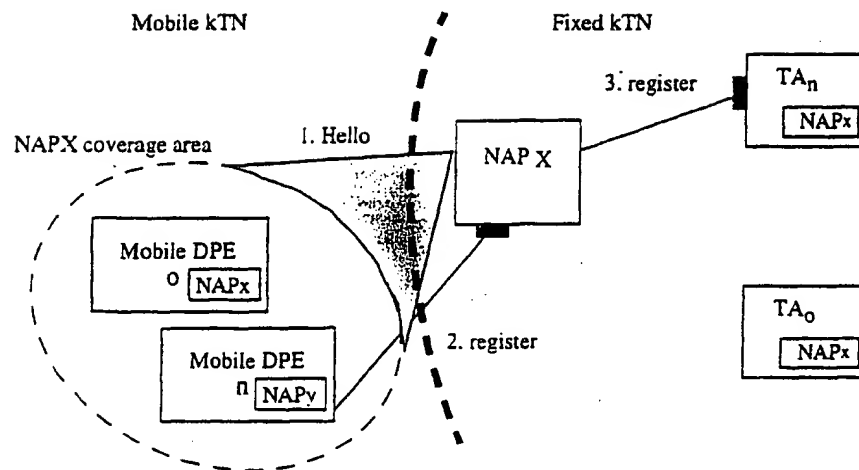 Mobile kTN
Fixed kTN
TAn
3. register
NAPx
1. Hello
NAPX coverage area
NAP X
Mobile DPE
o
NAPx
TAo
NAPx
2. register
Mobile DPE
n
NAPy